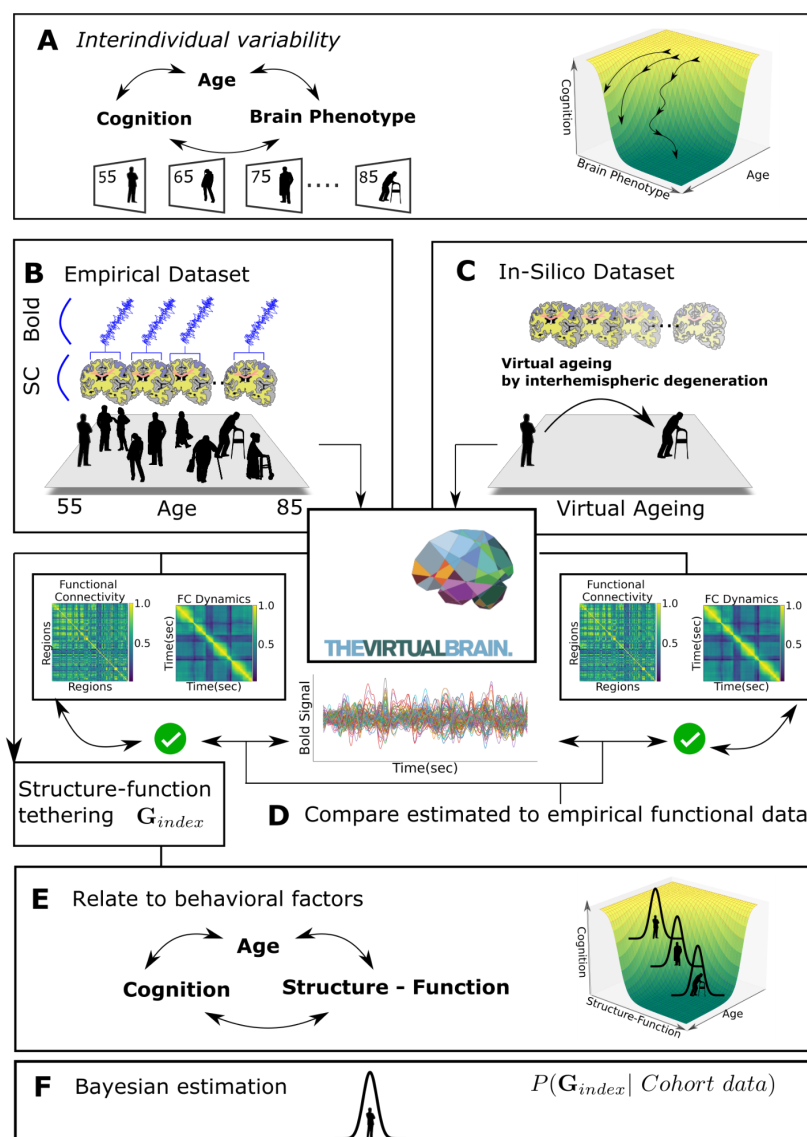 A Interindividual variability
Age
Cognition Brain Phenotype
55 65 75 .... 85
Cognition
Brain Phenotype
Age
B Empirical Dataset
Bold
SC
...
55 Age 85
C In-Silico Dataset
...
Virtual ageing
by interhemispheric degeneration
Virtual Ageing
THEVIRTUALBRAIN.
Functional
Connectivity
Regions
Regions
1.0
0.5
FC Dynamics
Time(sec)
Time(sec)
1.0
0.5
Bold Signal
Time(sec)
Functional
Connectivity
Regions
Regions
1.0
0.5
FC Dynamics
Time(sec)
Time(sec)
1.0
0.5
Structure-function
tethering G_index
D Compare estimated to empirical functional data
E Relate to behavioral factors
Age
Cognition Structure - Function
Cognition
Structure-Function
Age
F Bayesian estimation
P(G_index| Cohort data)